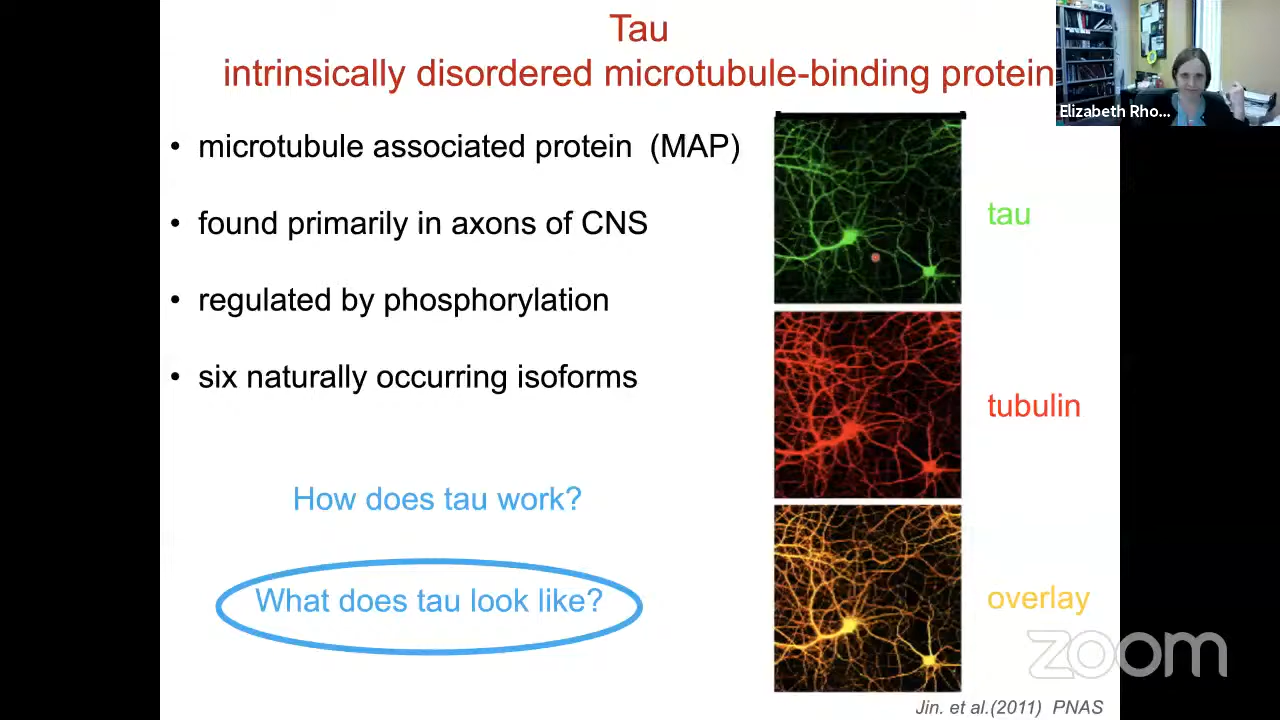 Tau
intrinsically disordered microtubule-binding protein
Elizabeth Rho...
• microtubule associated protein (MAP)
• found primarily in axons of CNS
• regulated by phosphorylation
• six naturally occurring isoforms
How does tau work?
What does tau look like?
tau
tubulin
overlay
zoom
Jin. et al.(2011) PNAS